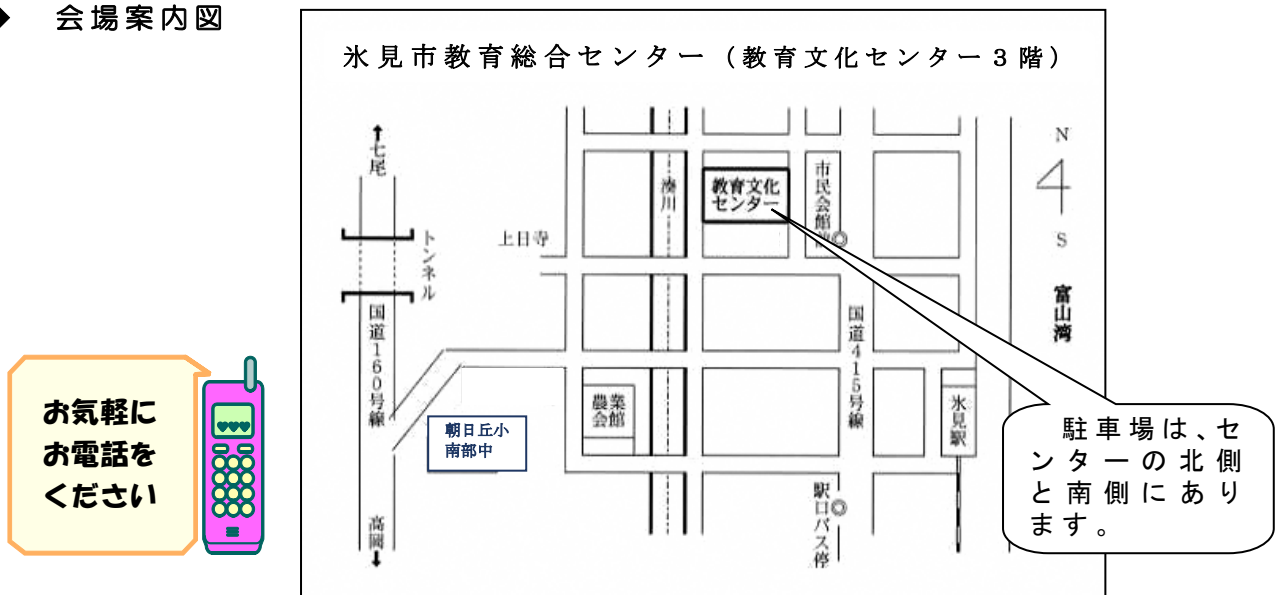 ◆ 会場案内図
氷見市教育総合センター（教育文化センター３階）
七尾
トンネル
国道160号線
高岡
上日寺
湊川
教育文化
センター
市民会館前
N
S
富山湾
国道415号線
農業
会館
朝日丘小
南部中
氷見駅
駅口バス停
駐車場は、セ
ンターの北側
と南側にあり
ます。
お気軽に
お電話を
ください